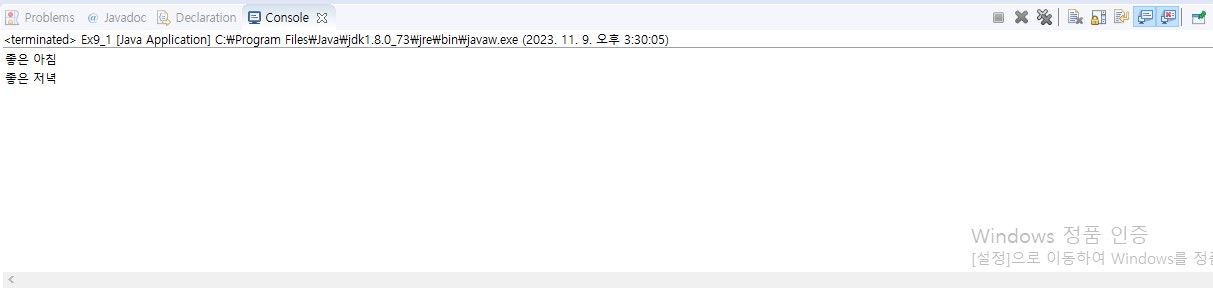 Problems @ Javadoc Declaration Console
<terminated> Ex9_1 [Java Application] C:₩Program Files₩Java₩jdk1.8.0_73₩jre₩bin₩javaw.exe (2023. 11. 9. 오후 3:30:05)
좋은 아침
좋은 저녁
Windows 정품 인증
[설정]으로 이동하여 Windows를 정품